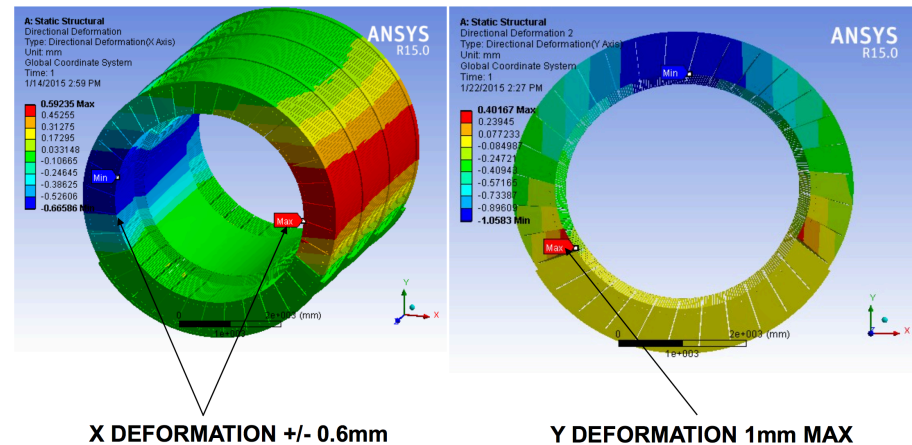 A: Static Structural
Directional Deformation
Type: Directional Deformation(X Axis)
Unit: mm
Global Coordinate System
Time: 1
1/14/2015 2:59 PM
ANSYS
R15.0
0.59235 Max
0.45255
0.31275
0.17295
0.033148
-0.10665
-0.24645
-0.38625
-0.52606
-0.66586 Min
Min
Max
0
2e+003 (mm)
1e+003
Y
X
Z
A: Static Structural
Directional Deformation 2
Type: Directional Deformation(Y Axis)
Unit: mm
Global Coordinate System
Time: 1
1/22/2015 2:27 PM
ANSYS
R15.0
0.40167 Max
0.23945
0.077233
-0.084987
-0.24721
-0.40943
-0.57165
-0.73387
-0.89609
-1.0583 Min
Min
Max
0
2e+003 (mm)
1e+003
Y
X
X DEFORMATION +/- 0.6mm
Y DEFORMATION 1mm MAX